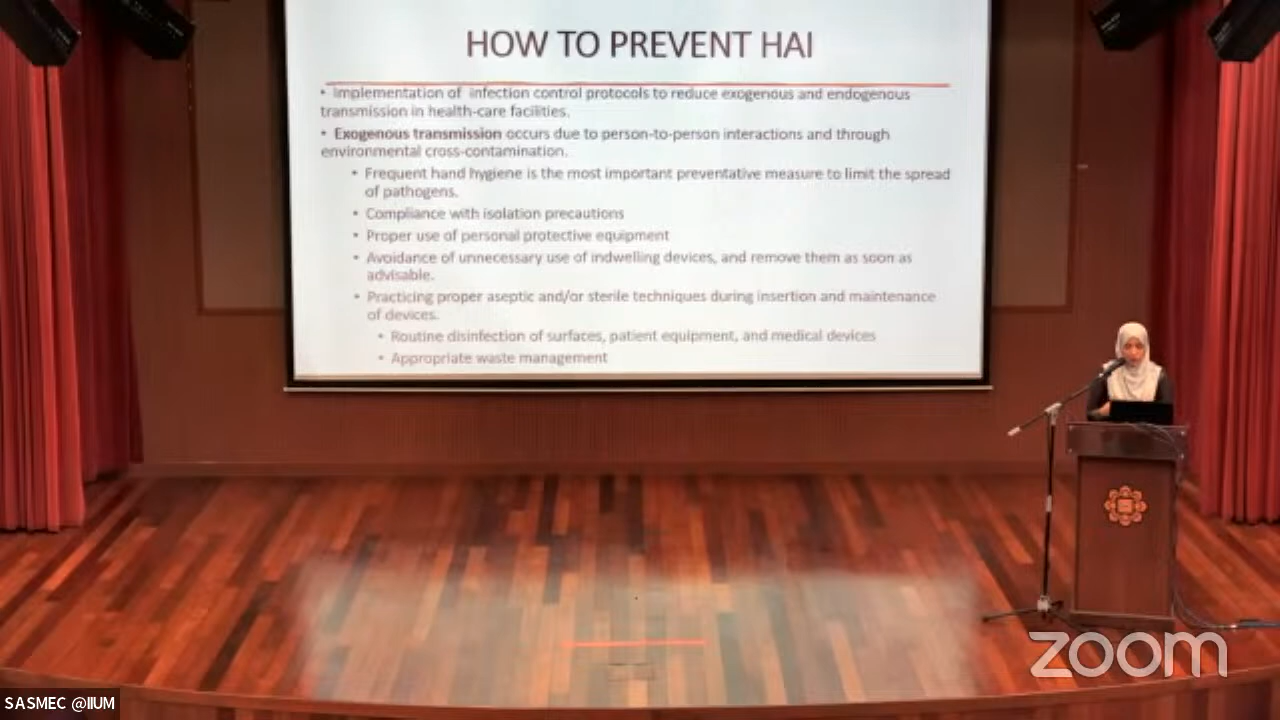 HOW TO PREVENT HAI
• Implementation of infection control protocols to reduce exogenous and endogenous
transmission in health-care facilities.
• Exogenous transmission occurs due to person-to-person interactions and through
environmental cross-contamination.
• Frequent hand hygiene is the most important preventative measure to limit the spread
of pathogens.
• Compliance with isolation precautions
• Proper use of personal protective equipment
• Avoidance of unnecessary use of indwelling devices, and remove them as soon as
advisable.
• Practicing proper aseptic and/or sterile techniques during insertion and maintenance
of devices.
• Routine disinfection of surfaces, patient equipment, and medical devices
• Appropriate waste management
zoom
SASMEC @IIUM